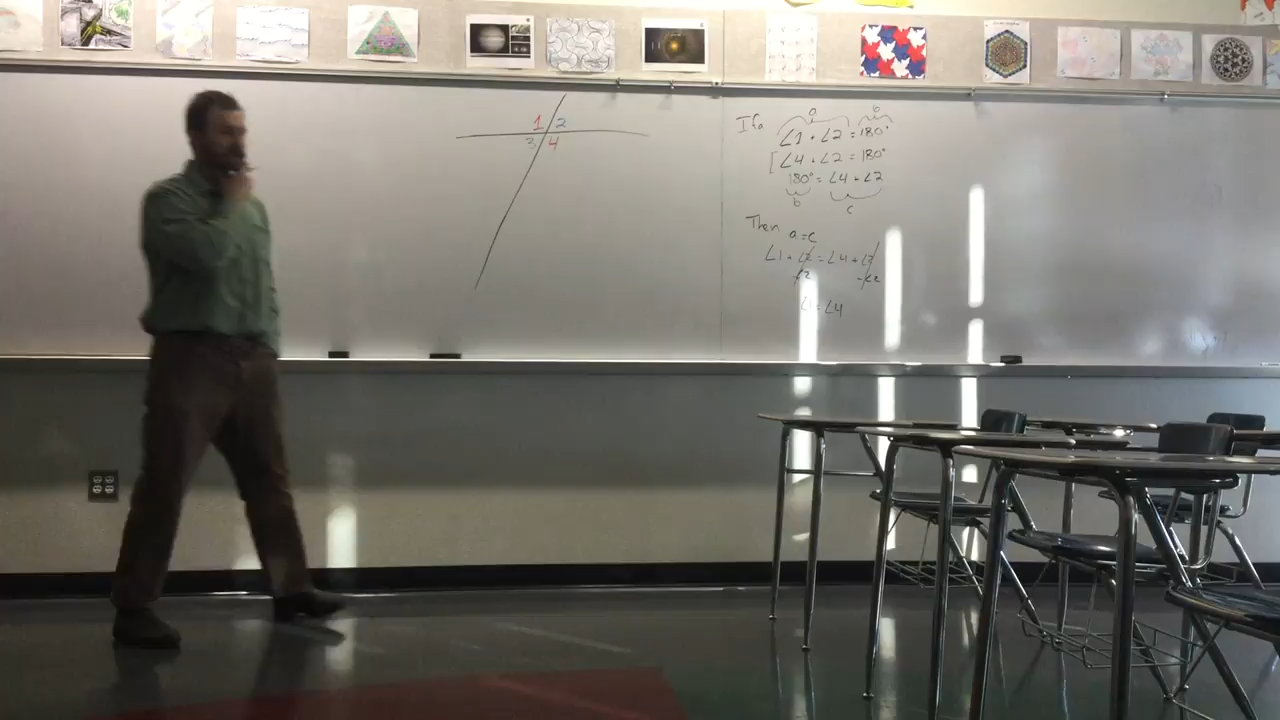 1 2
3 4
If
a b
∠1 + ∠2 = 180°
∠4 + ∠2 = 180°
180° = ∠4 + ∠2
b c
Then a = c
∠1 + ∠2 = ∠4 + ∠2
-∠2 -∠2
∠1 = ∠4